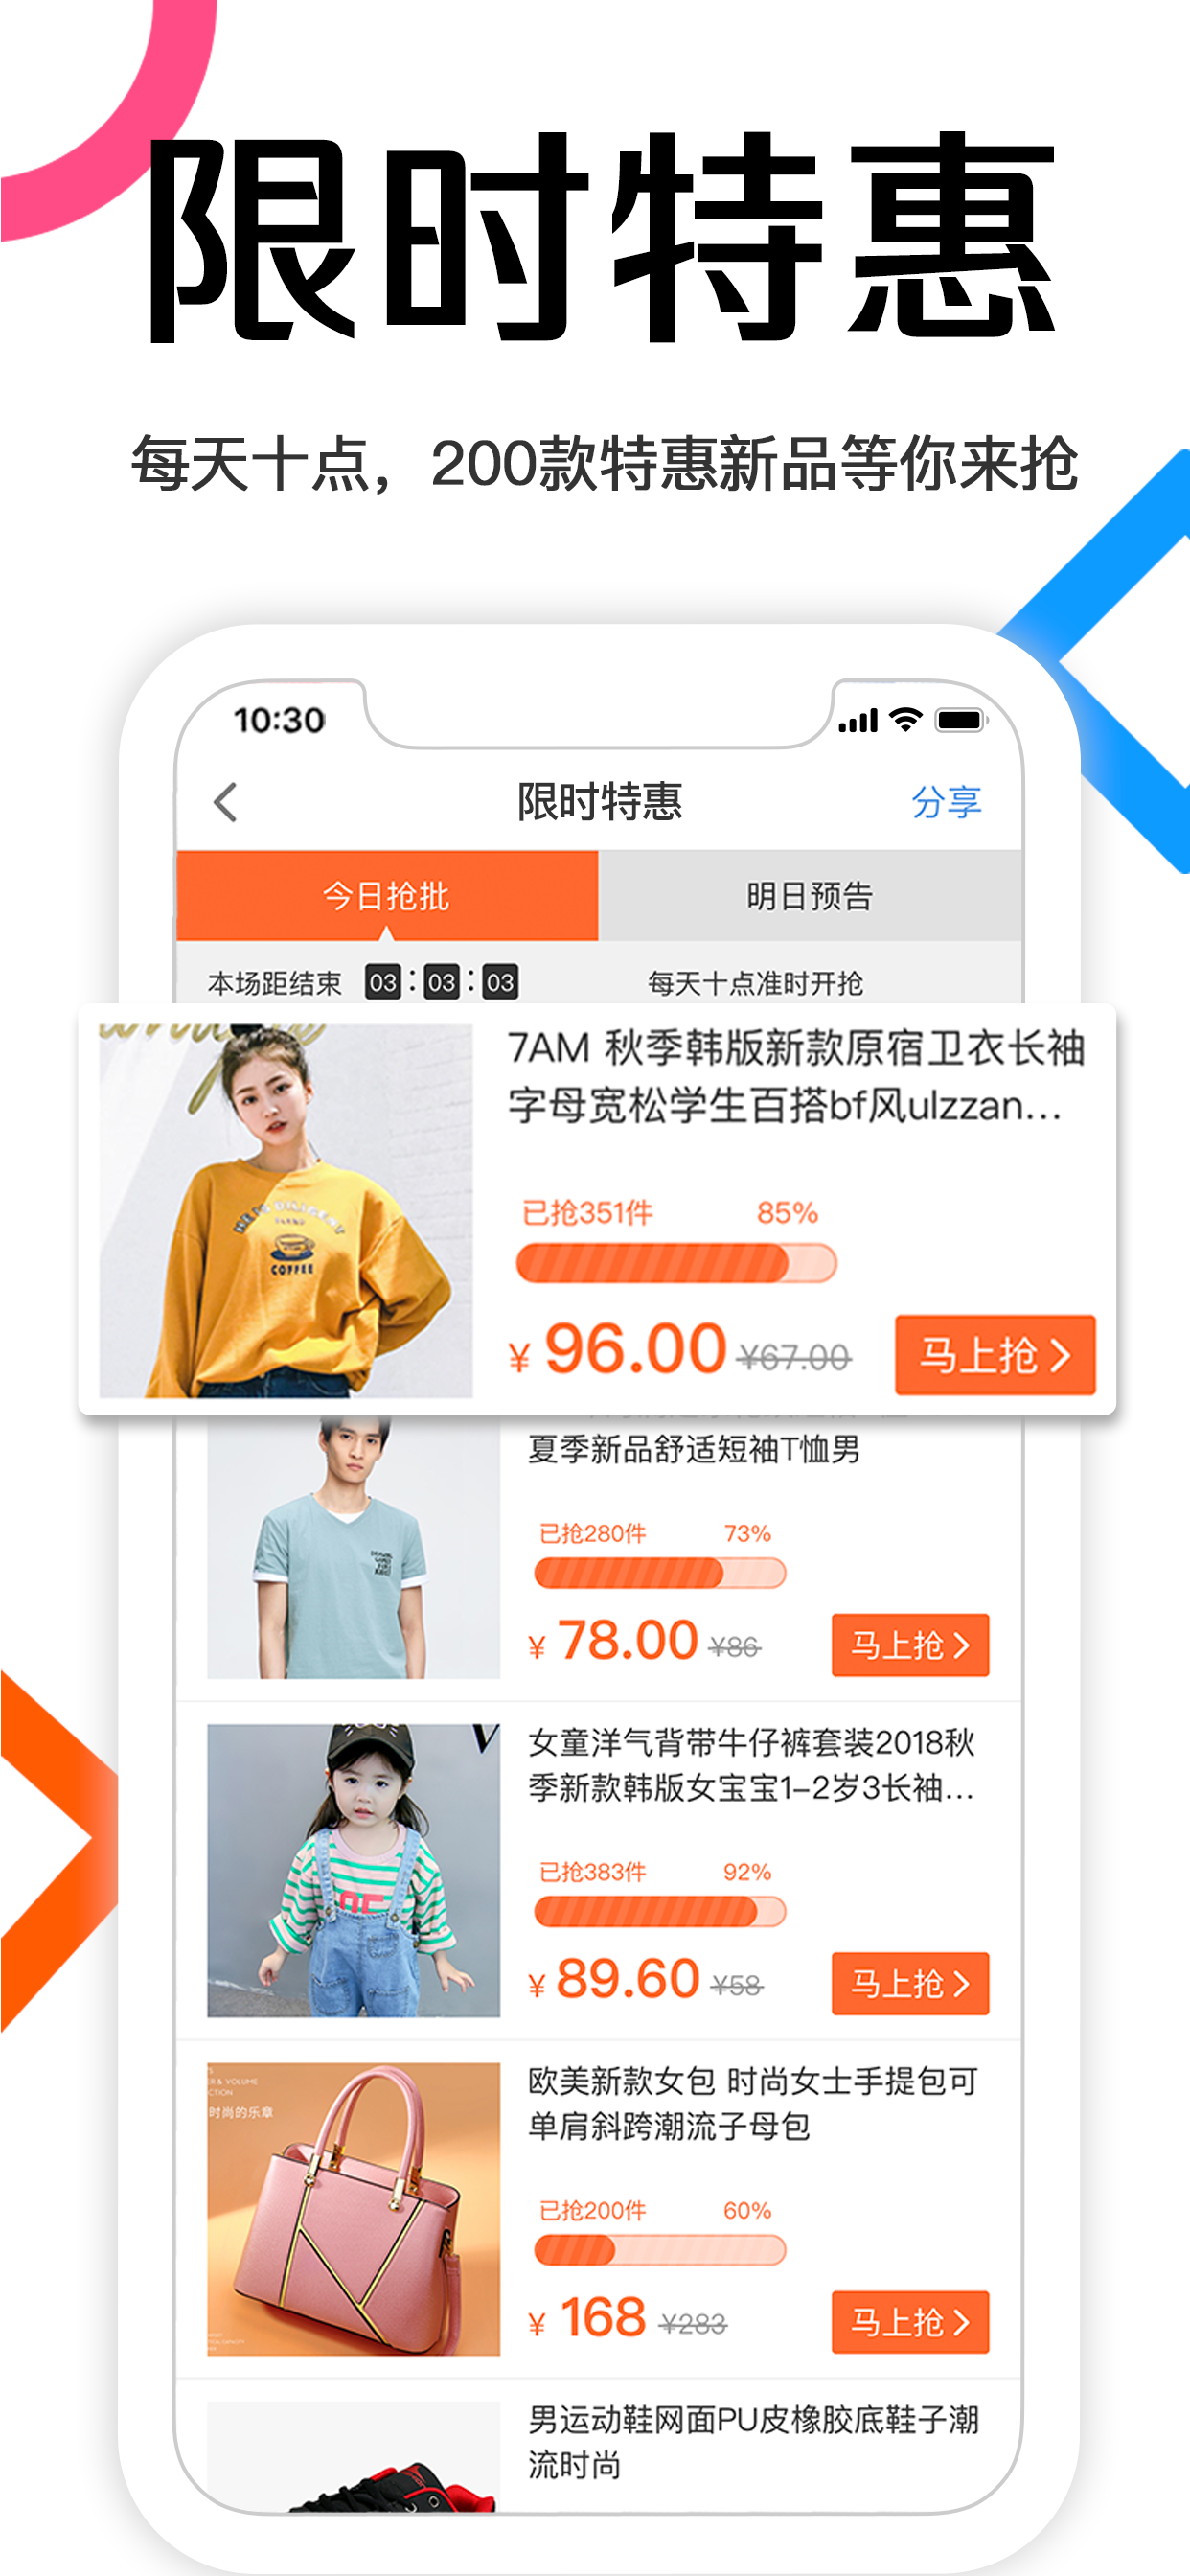 限时特惠
每天十点，200款特惠新品等你来抢
10:30
限时特惠
分享
今日抢批
明日预告
本场距结束 03:03:03
每天十点准时开抢
7AM 秋季韩版新款原宿卫衣长袖
字母宽松学生百搭bf风ulzzan...
已抢351件 85%
¥ 96.00 ¥67.00
马上抢
COFFEE
夏季新品舒适短袖T恤男
已抢280件 73%
¥ 78.00 ¥86
马上抢
女童洋气背带牛仔裤套装2018秋
季新款韩版女宝宝1-2岁3长袖...
已抢383件 92%
¥ 89.60 ¥58
马上抢
ER & VOLUME
CTION
时尚的乐章
欧美新款女包 时尚女士手提包可
单肩斜跨潮流子母包
已抢200件 60%
¥ 168 ¥283
马上抢
男运动鞋网面PU皮橡胶底鞋子潮
流时尚